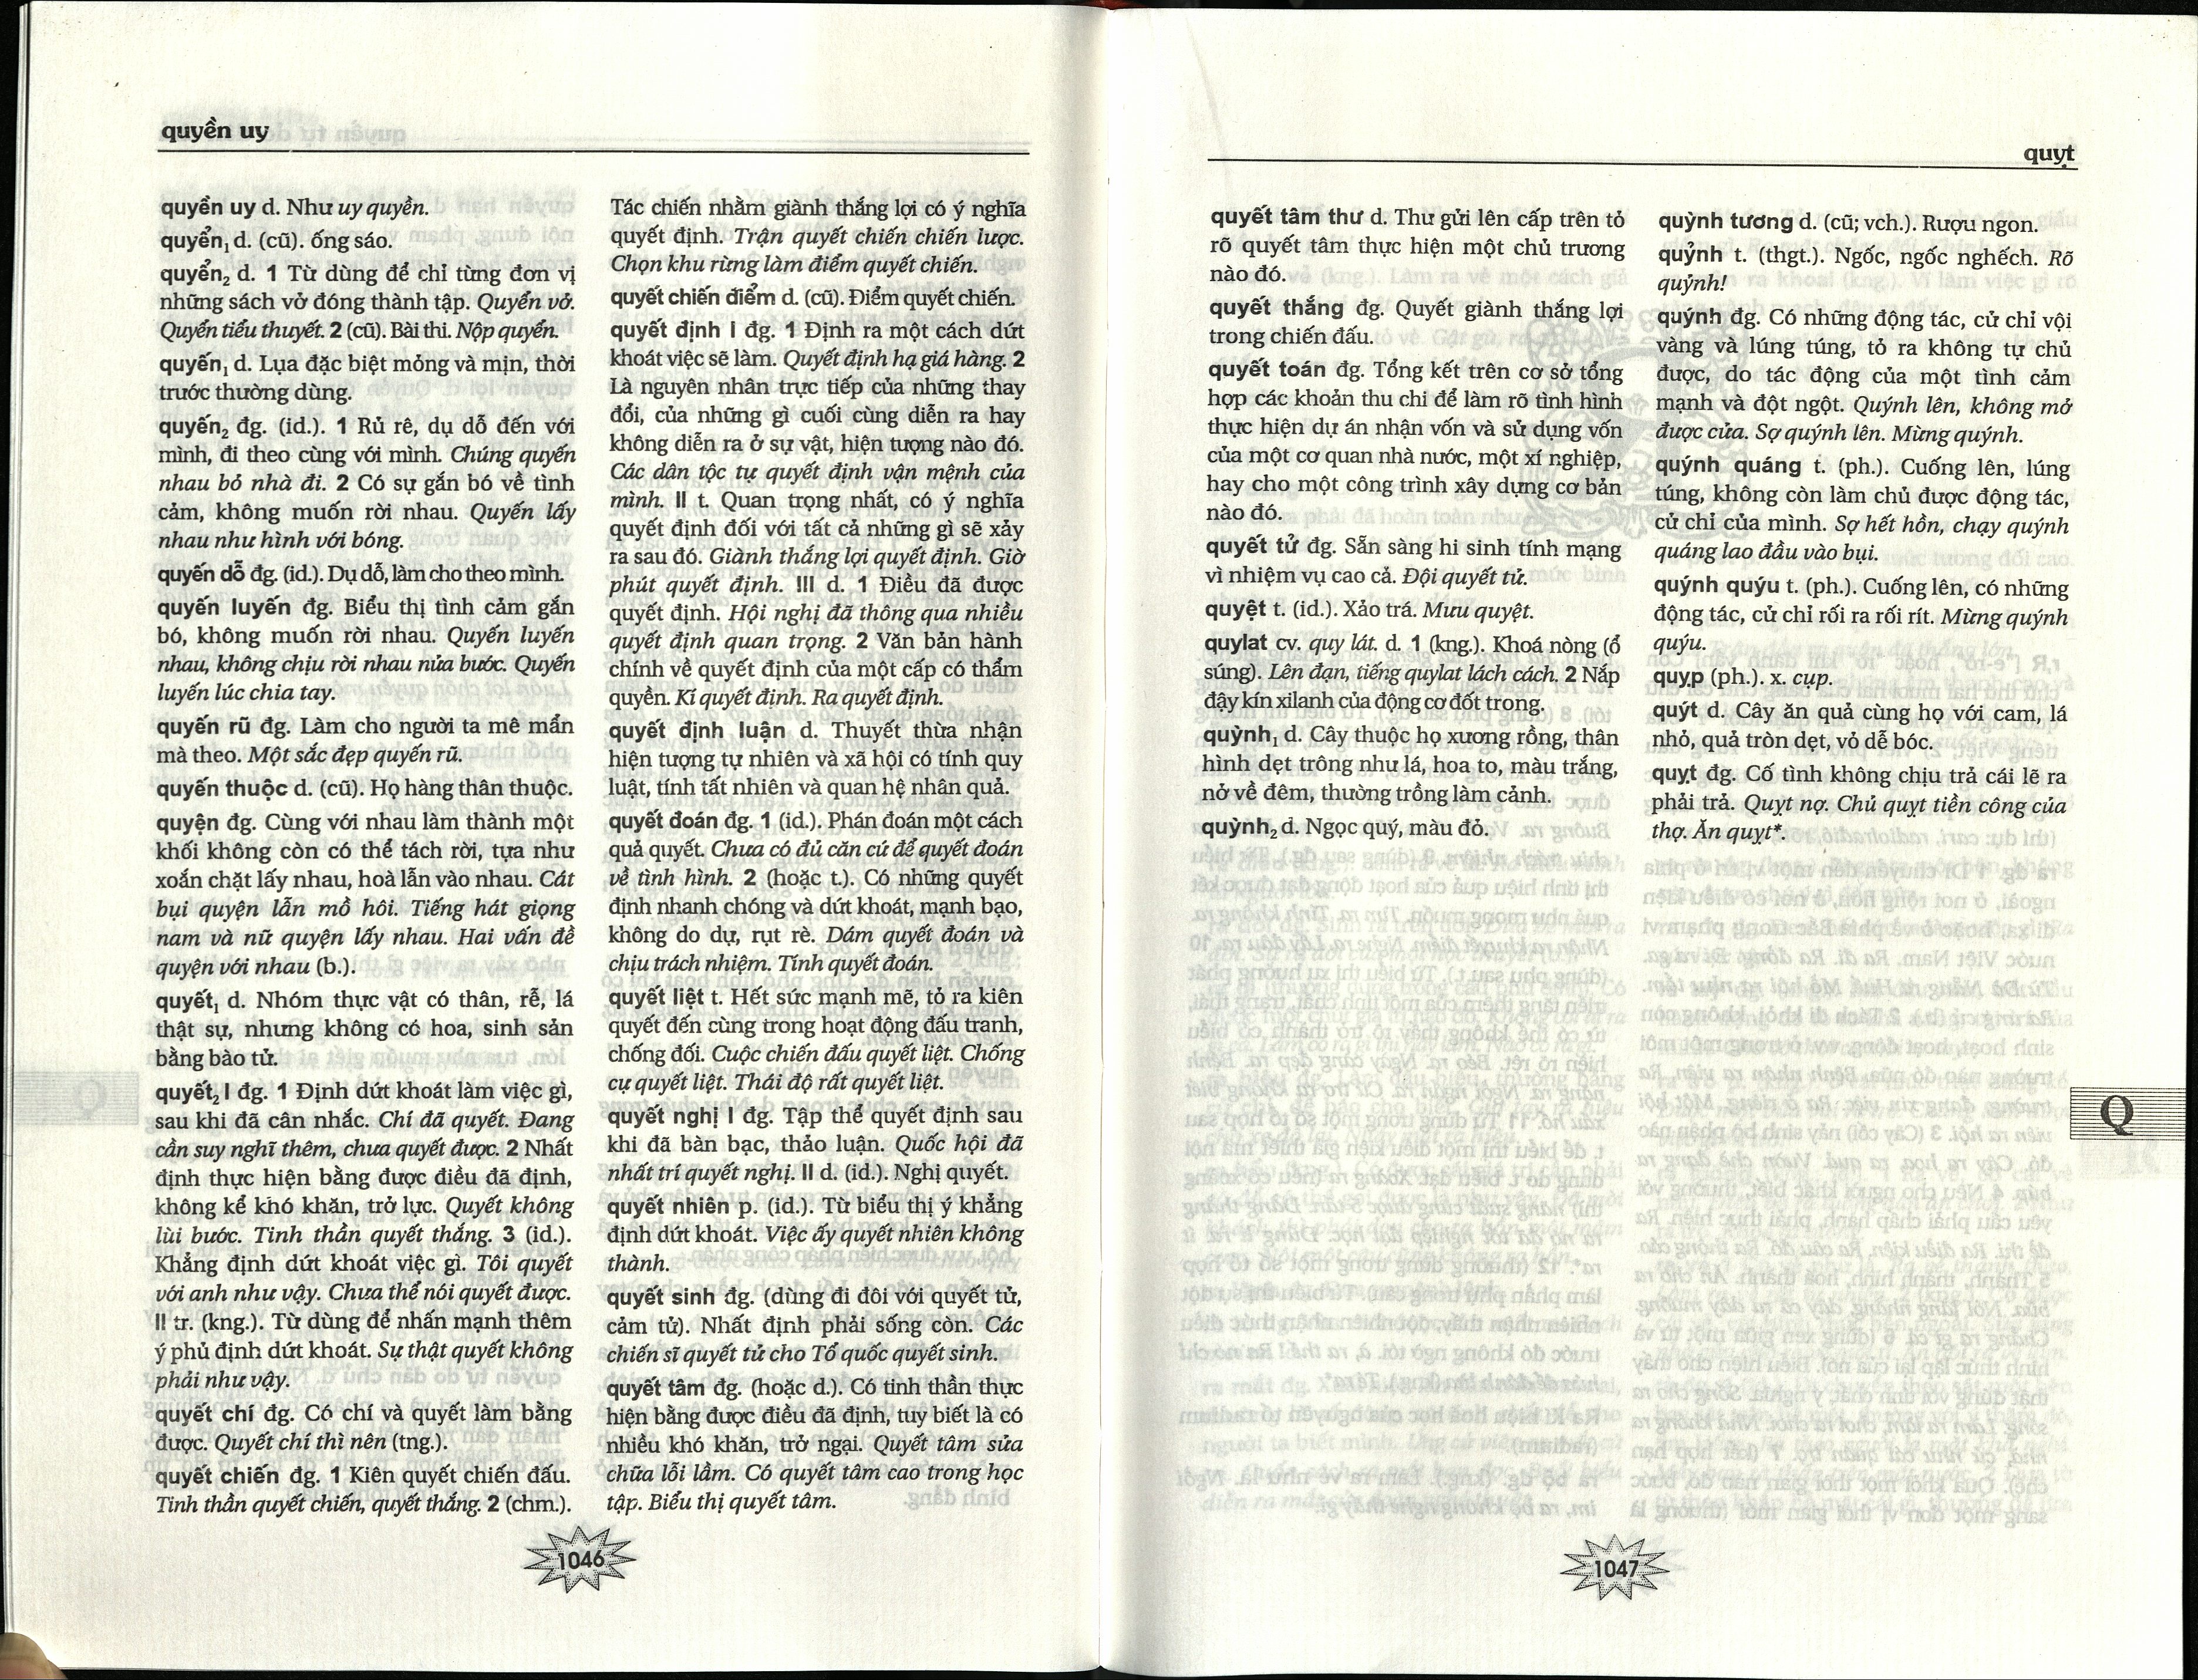 quyền uy
quyền uy d. Như uy quyền.
quyển₁ d. (cũ). ống sáo.
quyển₂ d. 1 Từ dùng để chỉ từng đơn vị
những sách vở đóng thành tập. Quyển vở.
Quyển tiểu thuyết. 2 (cũ). Bài thi. Nộp quyển.
quyến₁ d. Lụa đặc biệt mỏng và mịn, thời
trước thường dùng.
quyến₂ đg. (id.). 1 Rủ rê, dụ dỗ đến với
mình, đi theo cùng với mình. Chúng quyến
nhau bỏ nhà đi. 2 Có sự gắn bó về tình
cảm, không muốn rời nhau. Quyến lấy
nhau như hình với bóng.
quyến dỗ đg. (id.). Dụ dỗ, làm cho theo mình.
quyến luyến đg. Biểu thị tình cảm gắn
bó, không muốn rời nhau. Quyến luyến
nhau, không chịu rời nhau nửa bước. Quyến
luyến lúc chia tay.
quyến rũ đg. Làm cho người ta mê mẩn
mà theo. Một sắc đẹp quyến rũ.
quyến thuộc d. (cũ). Họ hàng thân thuộc.
quyện đg. Cùng với nhau làm thành một
khối không còn có thể tách rời, tựa như
xoắn chặt lấy nhau, hoà lẫn vào nhau. Cát
bụi quyện lẫn mồ hôi. Tiếng hát giọng
nam và nữ quyện lấy nhau. Hai vấn đề
quyện với nhau (b.).
quyết₁ d. Nhóm thực vật có thân, rễ, lá
thật sự, nhưng không có hoa, sinh sản
bằng bào tử.
quyết₂ I đg. 1 Định dứt khoát làm việc gì,
sau khi đã cân nhắc. Chí đã quyết. Đang
cần suy nghĩ thêm, chưa quyết được. 2 Nhất
định thực hiện bằng được điều đã định,
không kể khó khăn, trở lực. Quyết không
lùi bước. Tinh thần quyết thắng. 3 (id.).
Khẳng định dứt khoát việc gì. Tôi quyết
với anh như vậy. Chưa thể nói quyết được.
II tr. (kng.). Từ dùng để nhấn mạnh thêm
ý phủ định dứt khoát. Sự thật quyết không
phải như vậy.
quyết chí đg. Có chí và quyết làm bằng
được. Quyết chí thì nên (tng.).
quyết chiến đg. 1 Kiên quyết chiến đấu.
Tinh thần quyết chiến, quyết thắng. 2 (chm.).
Tác chiến nhằm giành thắng lợi có ý nghĩa
quyết định. Trận quyết chiến chiến lược.
Chọn khu rừng làm điểm quyết chiến.
quyết chiến điểm d. (cũ). Điểm quyết chiến.
quyết định I đg. 1 Định ra một cách dứt
khoát việc sẽ làm. Quyết định hạ giá hàng. 2
Là nguyên nhân trực tiếp của những thay
đổi, của những gì cuối cùng diễn ra hay
không diễn ra ở sự vật, hiện tượng nào đó.
Các dân tộc tự quyết định vận mệnh của
mình. II t. Quan trọng nhất, có ý nghĩa
quyết định đối với tất cả những gì sẽ xảy
ra sau đó. Giành thắng lợi quyết định. Giờ
phút quyết định. III d. 1 Điều đã được
quyết định. Hội nghị đã thông qua nhiều
quyết định quan trọng. 2 Văn bản hành
chính về quyết định của một cấp có thẩm
quyền. Kí quyết định. Ra quyết định.
quyết định luận d. Thuyết thừa nhận
hiện tượng tự nhiên và xã hội có tính quy
luật, tính tất nhiên và quan hệ nhân quả.
quyết đoán đg. 1 (id.). Phán đoán một cách
quả quyết. Chưa có đủ căn cứ để quyết đoán
về tình hình. 2 (hoặc t.). Có những quyết
định nhanh chóng và dứt khoát, mạnh bạo,
không do dự, rụt rè. Dám quyết đoán và
chịu trách nhiệm. Tính quyết đoán.
quyết liệt t. Hết sức mạnh mẽ, tỏ ra kiên
quyết đến cùng trong hoạt động đấu tranh,
chống đối. Cuộc chiến đấu quyết liệt. Chống
cự quyết liệt. Thái độ rất quyết liệt.
quyết nghị I đg. Tập thể quyết định sau
khi đã bàn bạc, thảo luận. Quốc hội đã
nhất trí quyết nghị. II d. (id.). Nghị quyết.
quyết nhiên p. (id.). Từ biểu thị ý khẳng
định dứt khoát. Việc ấy quyết nhiên không
thành.
quyết sinh đg. (dùng đi đôi với quyết tử,
cảm tử). Nhất định phải sống còn. Các
chiến sĩ quyết tử cho Tổ quốc quyết sinh.
quyết tâm đg. (hoặc d.). Có tinh thần thực
hiện bằng được điều đã định, tuy biết là có
nhiều khó khăn, trở ngại. Quyết tâm sửa
chữa lỗi lầm. Có quyết tâm cao trong học
tập. Biểu thị quyết tâm.
1046
quỵt
quyết tâm thư d. Thư gửi lên cấp trên tỏ
rõ quyết tâm thực hiện một chủ trương
nào đó.
quyết thắng đg. Quyết giành thắng lợi
trong chiến đấu.
quyết toán đg. Tổng kết trên cơ sở tổng
hợp các khoản thu chi để làm rõ tình hình
thực hiện dự án nhận vốn và sử dụng vốn
của một cơ quan nhà nước, một xí nghiệp,
hay cho một công trình xây dựng cơ bản
nào đó.
quyết tử đg. Sẵn sàng hi sinh tính mạng
vì nhiệm vụ cao cả. Đội quyết tử.
quyệt t. (id.). Xảo trá. Mưu quyệt.
quylat cv. quy lát. d. 1 (kng.). Khoá nòng (ổ
súng). Lên đạn, tiếng quylat lách cách. 2 Nắp
đậy kín xilanh của động cơ đốt trong.
quỳnh₁ d. Cây thuộc họ xương rồng, thân
hình dẹt trông như lá, hoa to, màu trắng,
nở về đêm, thường trồng làm cảnh.
quỳnh₂ d. Ngọc quý, màu đỏ.
quỳnh tương d. (cũ; vch.). Rượu ngon.
quỷnh t. (thgt.). Ngốc, ngốc nghếch. Rõ
quỷnh!
quýnh đg. Có những động tác, cử chỉ vội
vàng và lúng túng, tỏ ra không tự chủ
được, do tác động của một tình cảm
mạnh và đột ngột. Quýnh lên, không mở
được cửa. Sợ quýnh lên. Mừng quýnh.
quýnh quáng t. (ph.). Cuống lên, lúng
túng, không còn làm chủ được động tác,
cử chỉ của mình. Sợ hết hồn, chạy quýnh
quáng lao đầu vào bụi.
quýnh quýu t. (ph.). Cuống lên, có những
động tác, cử chỉ rối ra rối rít. Mừng quýnh
quýu.
quỵp (ph.). x. cụp.
quýt d. Cây ăn quả cùng họ với cam, lá
nhỏ, quả tròn dẹt, vỏ dễ bóc.
quỵt đg. Cố tình không chịu trả cái lẽ ra
phải trả. Quỵt nợ. Chủ quỵt tiền công của
thợ. Ăn quỵt*.
Q
1047